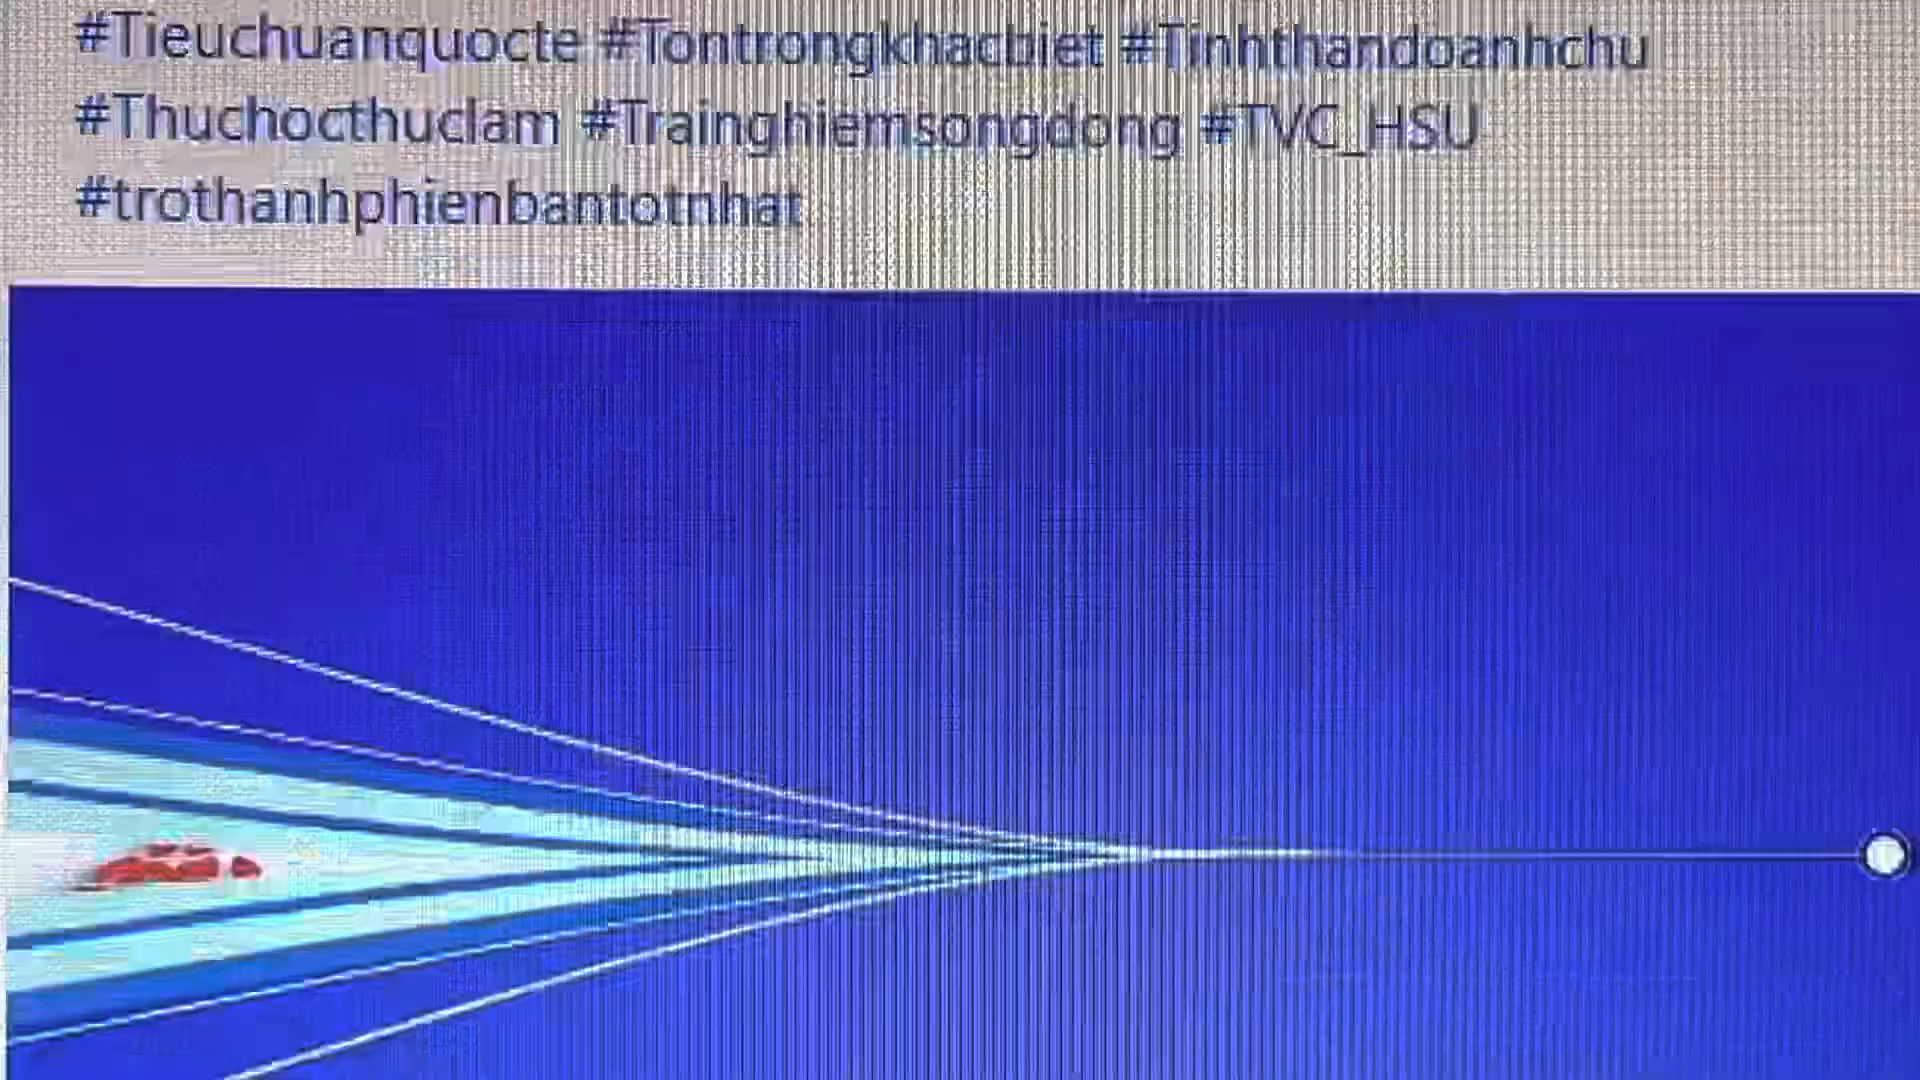 #Tieuchuanquocte #Tontrongkhacbiet #Tinhthandoanhchu
#Thuchocthuclam #Trainghiemsongdong #TVC_HSU
#trothanhphienbantotnhat